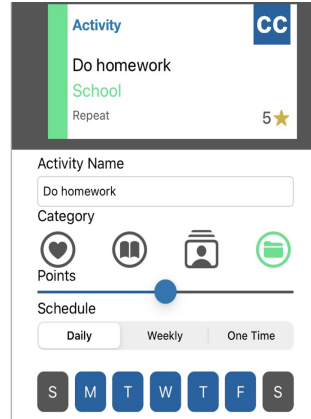 Activity
CC
Do homework
School
Repeat
5
Activity Name
Do homework
Category
Points
Schedule
Daily Weekly One Time
S M T W T F S